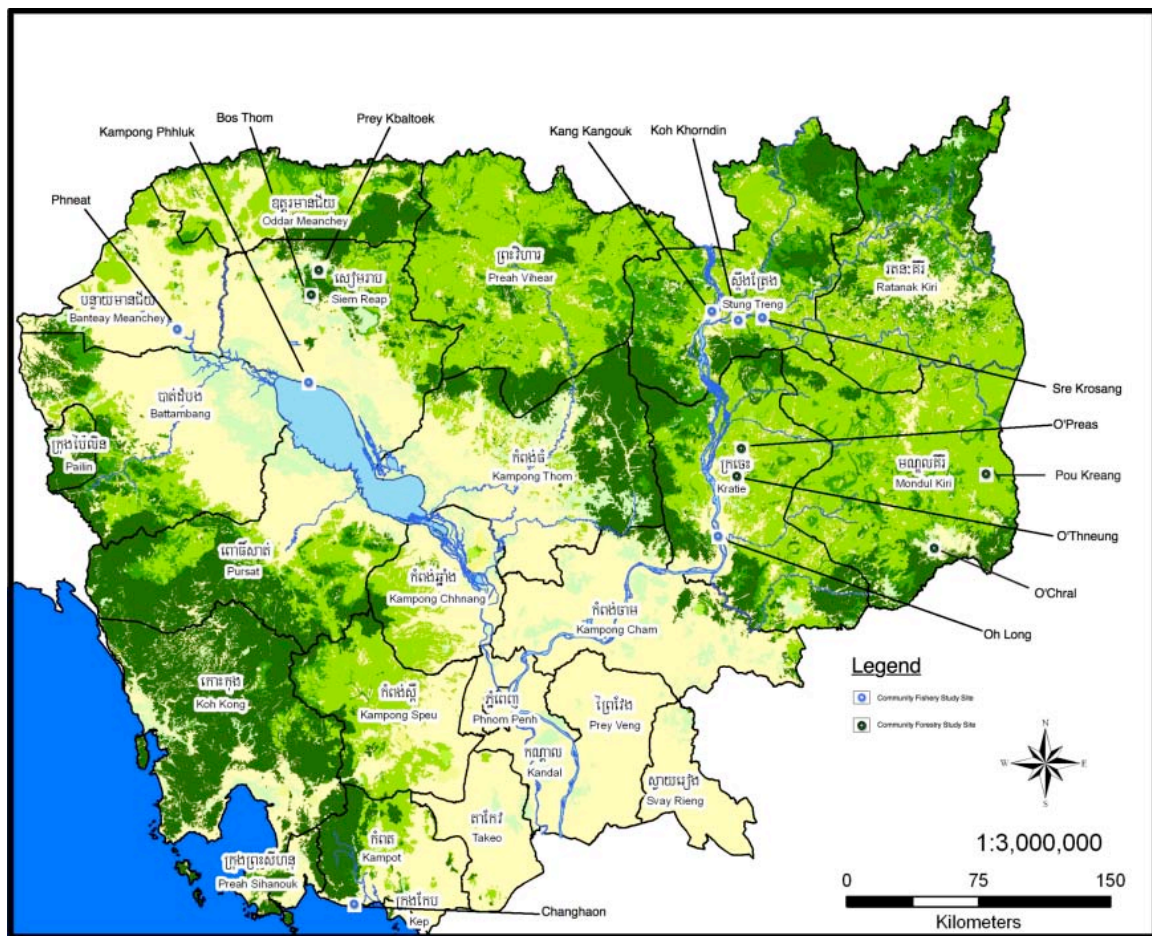 Bos Thom
Prey Kbaltoek
Kampong Phhluk
Kang Kangouk
Koh Khorndin
Phneat
ឧត្តរមានជ័យ
Oddar Meanchey
ព្រះវិហារ
Preah Vihear
រតនះគិរី
Ratanak Kiri
សៀមរាប
Siem Reap
ស្ទឹងត្រែង
Stung Treng
បន្ទាយមានជ័យ
Banteay Meanchey
Sre Krosang
បាត់ដំបង
Battambang
O'Preas
ក្រុងប៉ៃលិន
Pailin
កំពង់ធំ
Kampong Thom
ក្រចេះ
Kratie
មណ្ឌលគិរី
Mondul Kiri
Pou Kreang
O'Thneung
ពោធិ៍សាត់
Pursat
កំពង់ឆ្នាំង
Kampong Chhnang
O'Chral
កំពង់ចាម
Kampong Cham
Oh Long
Legend
Community Fishery Study Site
Community Forestry Study Site
កោះកុង
Koh Kong
កំពង់ស្ពឺ
Kampong Speu
ភ្នំពេញ
Phnom Penh
ព្រៃវែង
Prey Veng
កណ្តាល
Kandal
ស្វាយរៀង
Svay Rieng
N
W
E
S
តាកែវ
Takeo
កំពត
Kampot
1:3,000,000
ក្រុងព្រះសីហនុ
Preah Sihanouk
ក្រុងកែប
Kep
Changhaon
0 75 150
Kilometers